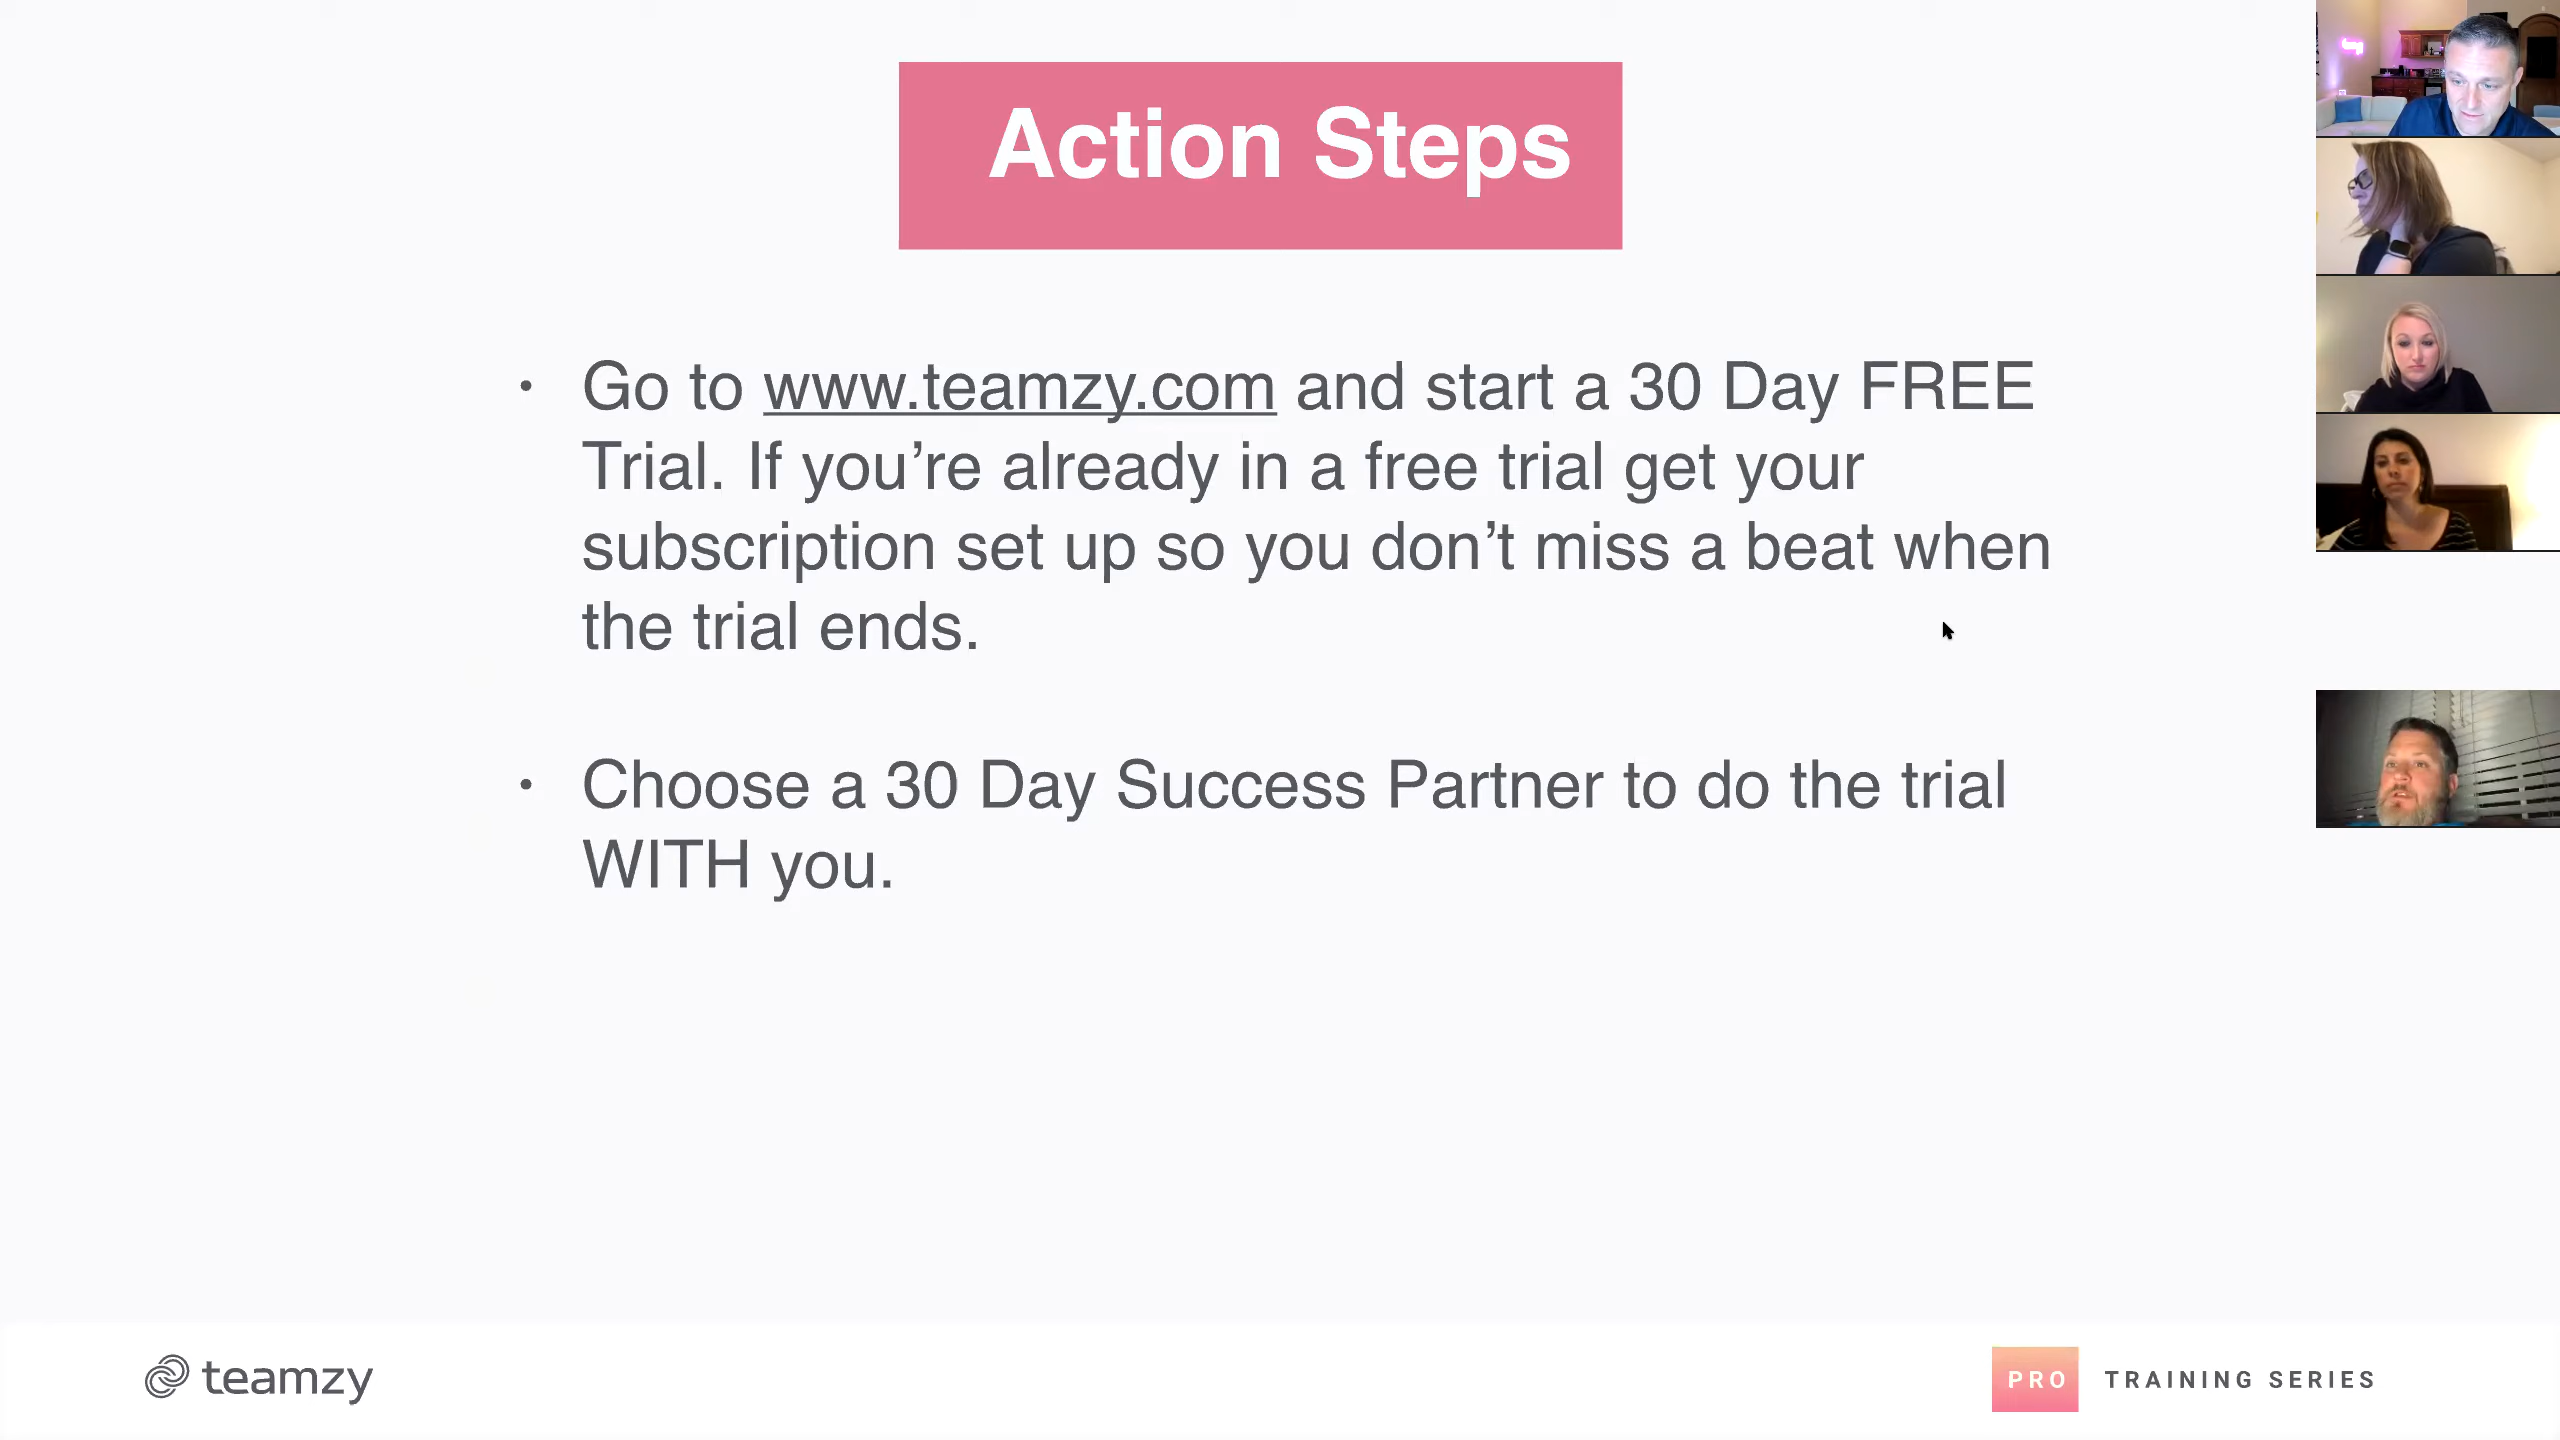 Action Steps
• Go to www.teamzy.com and start a 30 Day FREE
Trial. If you’re already in a free trial get your
subscription set up so you don’t miss a beat when
the trial ends.
• Choose a 30 Day Success Partner to do the trial
WITH you.
teamzy
PRO TRAINING SERIES